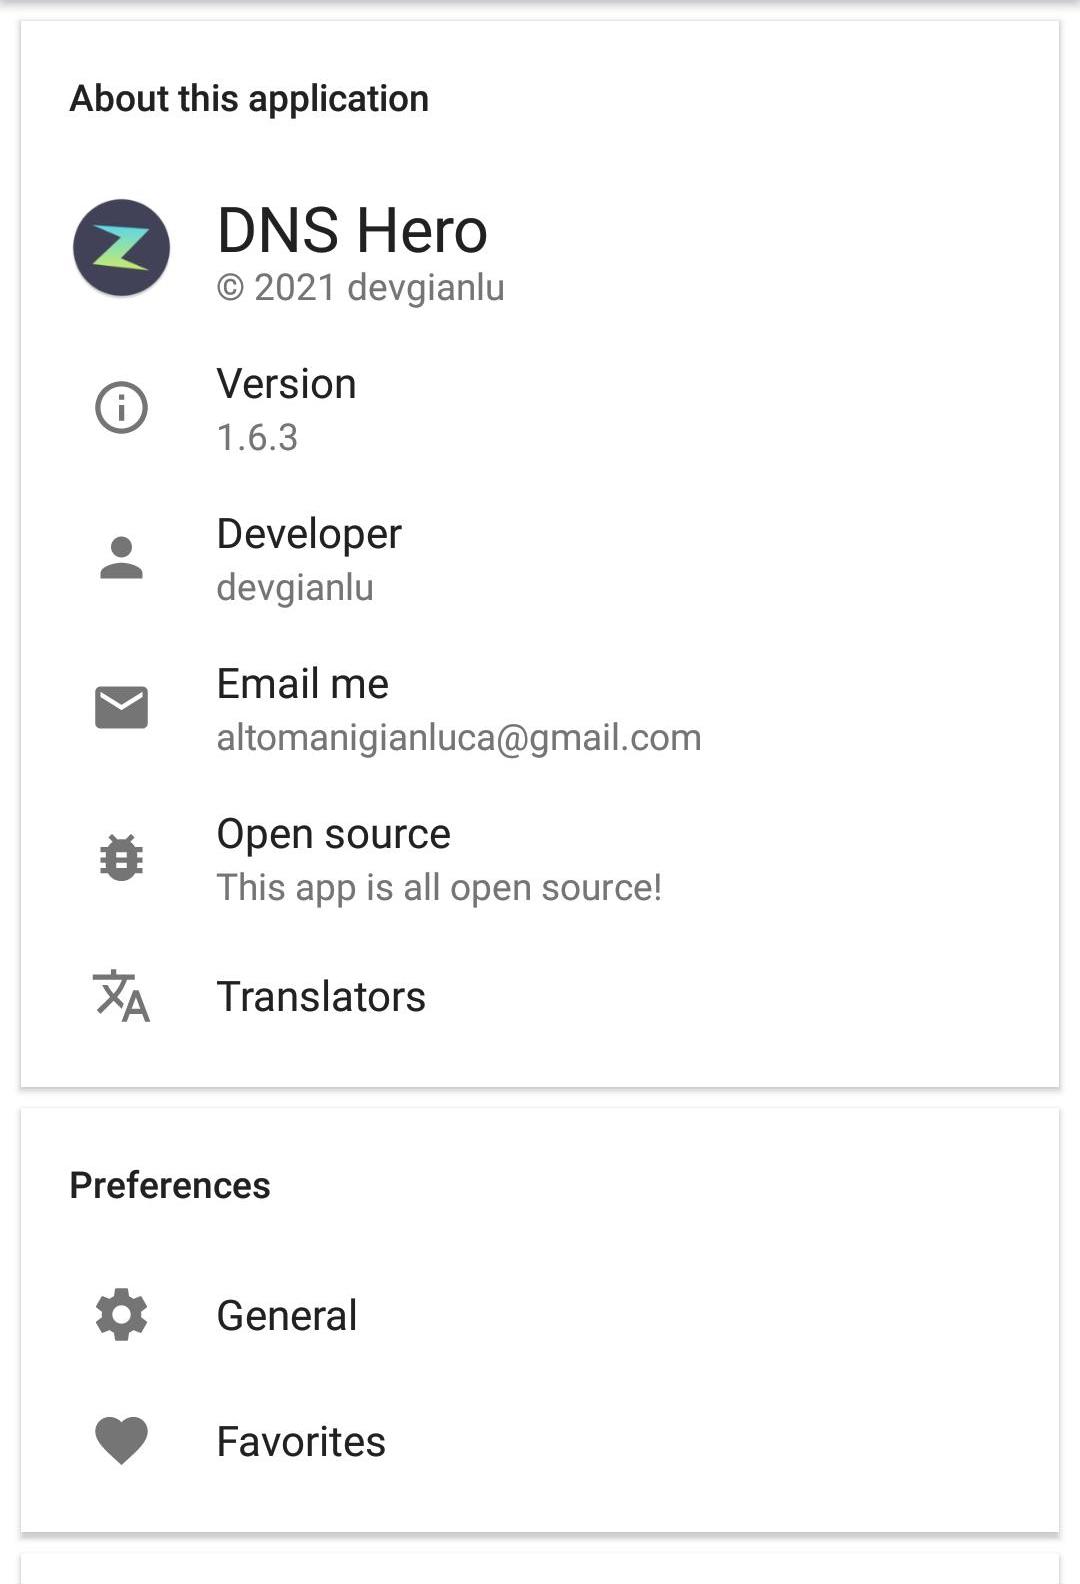 About this application
DNS Hero
© 2021 devgianlu
Version
1.6.3
Developer
devgianlu
Email me
altomanigianluca@gmail.com
Open source
This app is all open source!
Translators
Preferences
General
Favorites